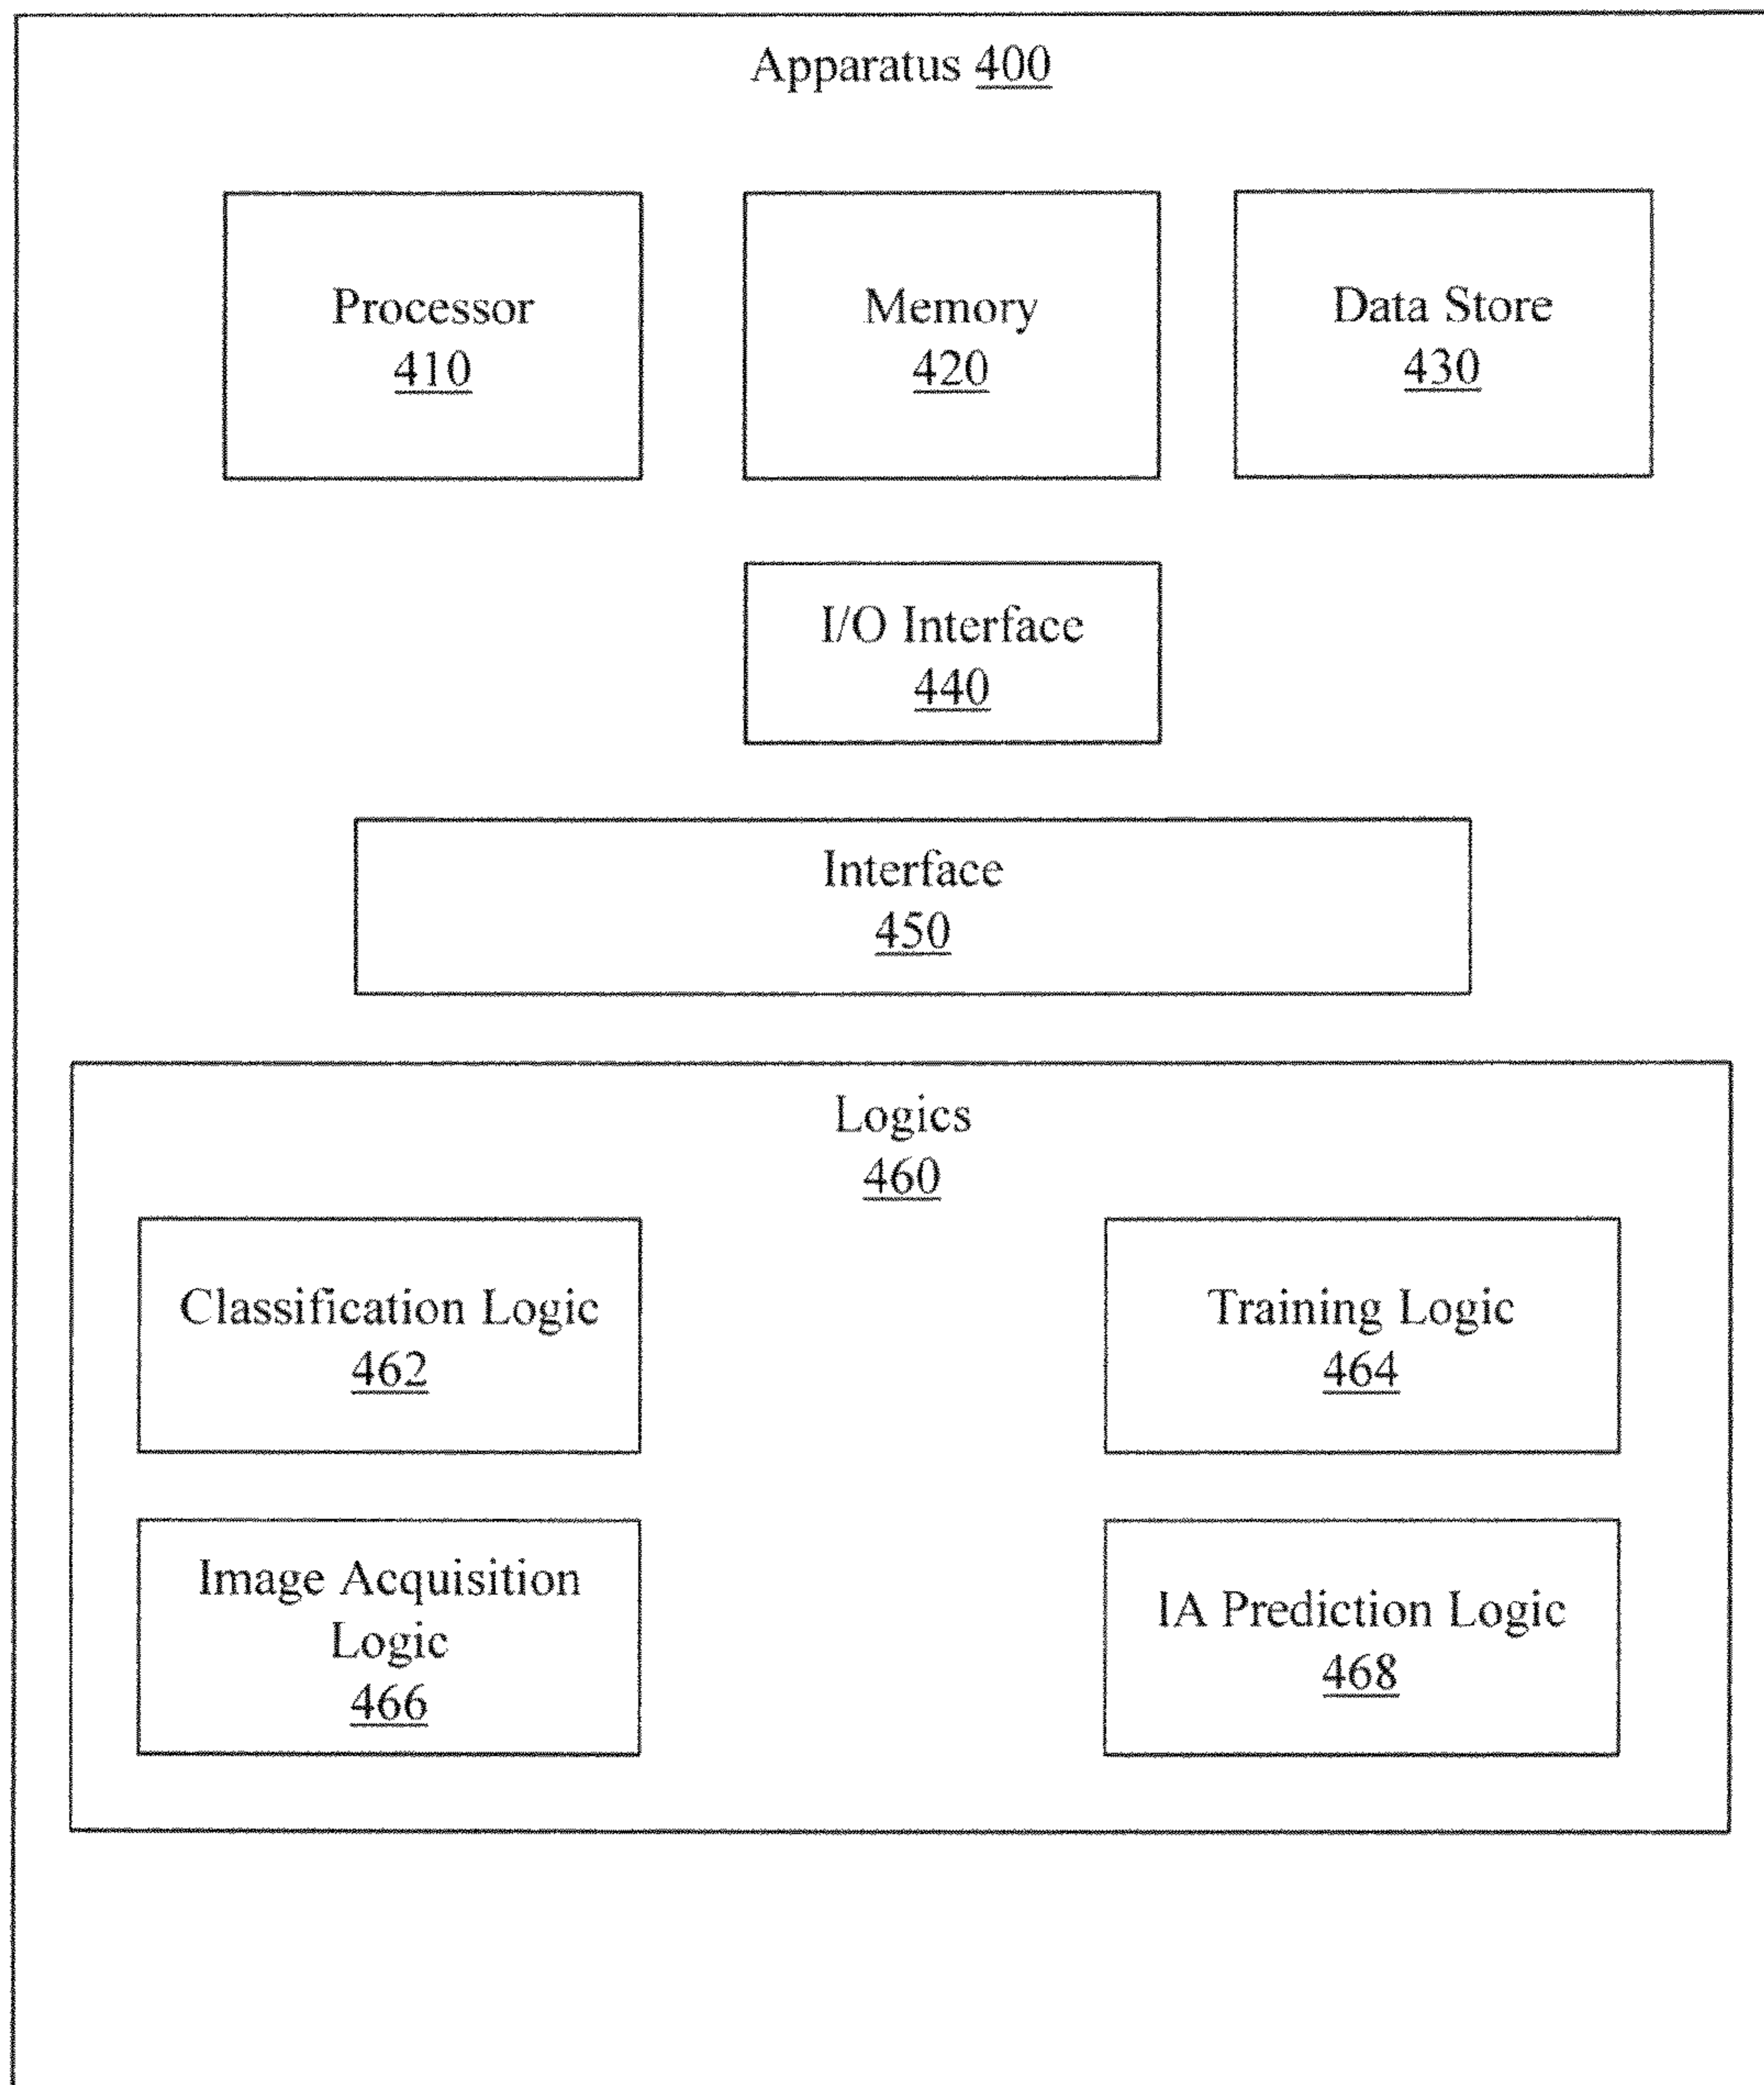 Apparatus 400
Processor
410
Memory
420
Data Store
430
I/O Interface
440
Interface
450
Logics
460
Classification Logic
462
Training Logic
464
Image Acquisition
Logic
466
IA Prediction Logic
468